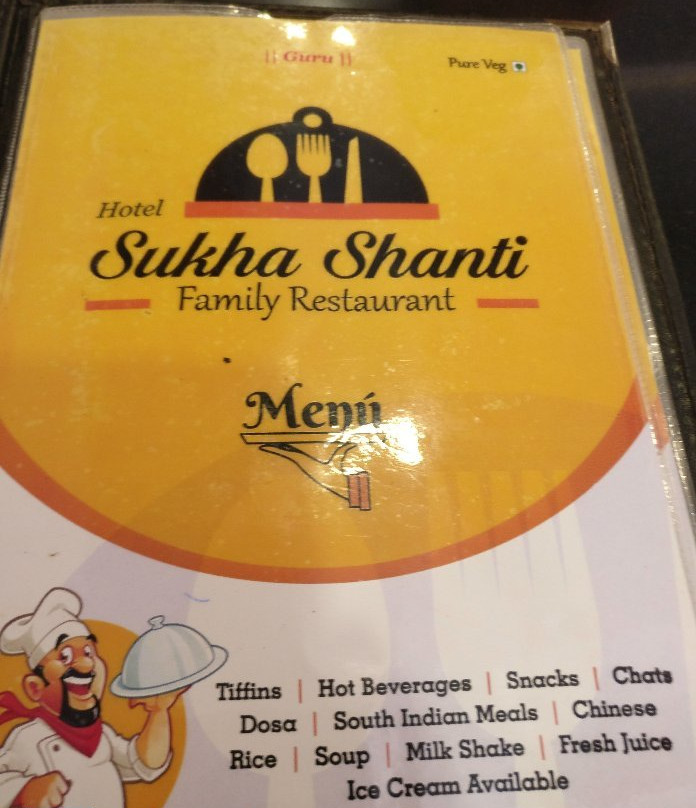 || Guru ||
Pure Veg
Hotel
Sukha Shanti
Family Restaurant
Menú
Tiffins | Hot Beverages | Snacks | Chats
Dosa | South Indian Meals | Chinese
Rice | Soup | Milk Shake | Fresh Juice
Ice Cream Available